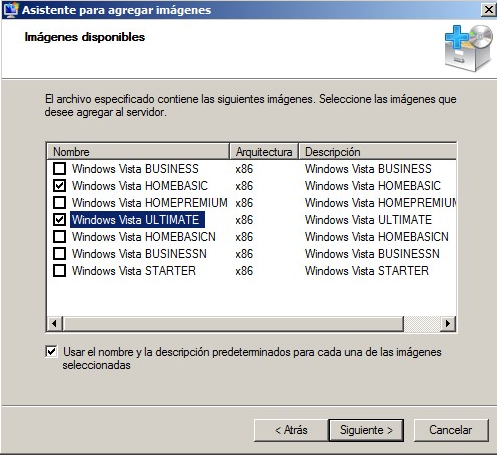 Asistente para agregar imágenes
Imágenes disponibles
El archivo especificado contiene las siguientes imágenes. Seleccione las imágenes que
desee agregar al servidor.
Nombre Arquitectura Descripción
Windows Vista BUSINESS x86 Windows Vista BUSINESS
Windows Vista HOMEBASIC x86 Windows Vista HOMEBASIC
Windows Vista HOMEPREMIUM x86 Windows Vista HOMEPREMIUM
Windows Vista ULTIMATE x86 Windows Vista ULTIMATE
Windows Vista HOMEBASICN x86 Windows Vista HOMEBASICN
Windows Vista BUSINESSN x86 Windows Vista BUSINESSN
Windows Vista STARTER x86 Windows Vista STARTER
Usar el nombre y la descripción predeterminados para cada una de las imágenes
seleccionadas
< Atrás Siguiente > Cancelar